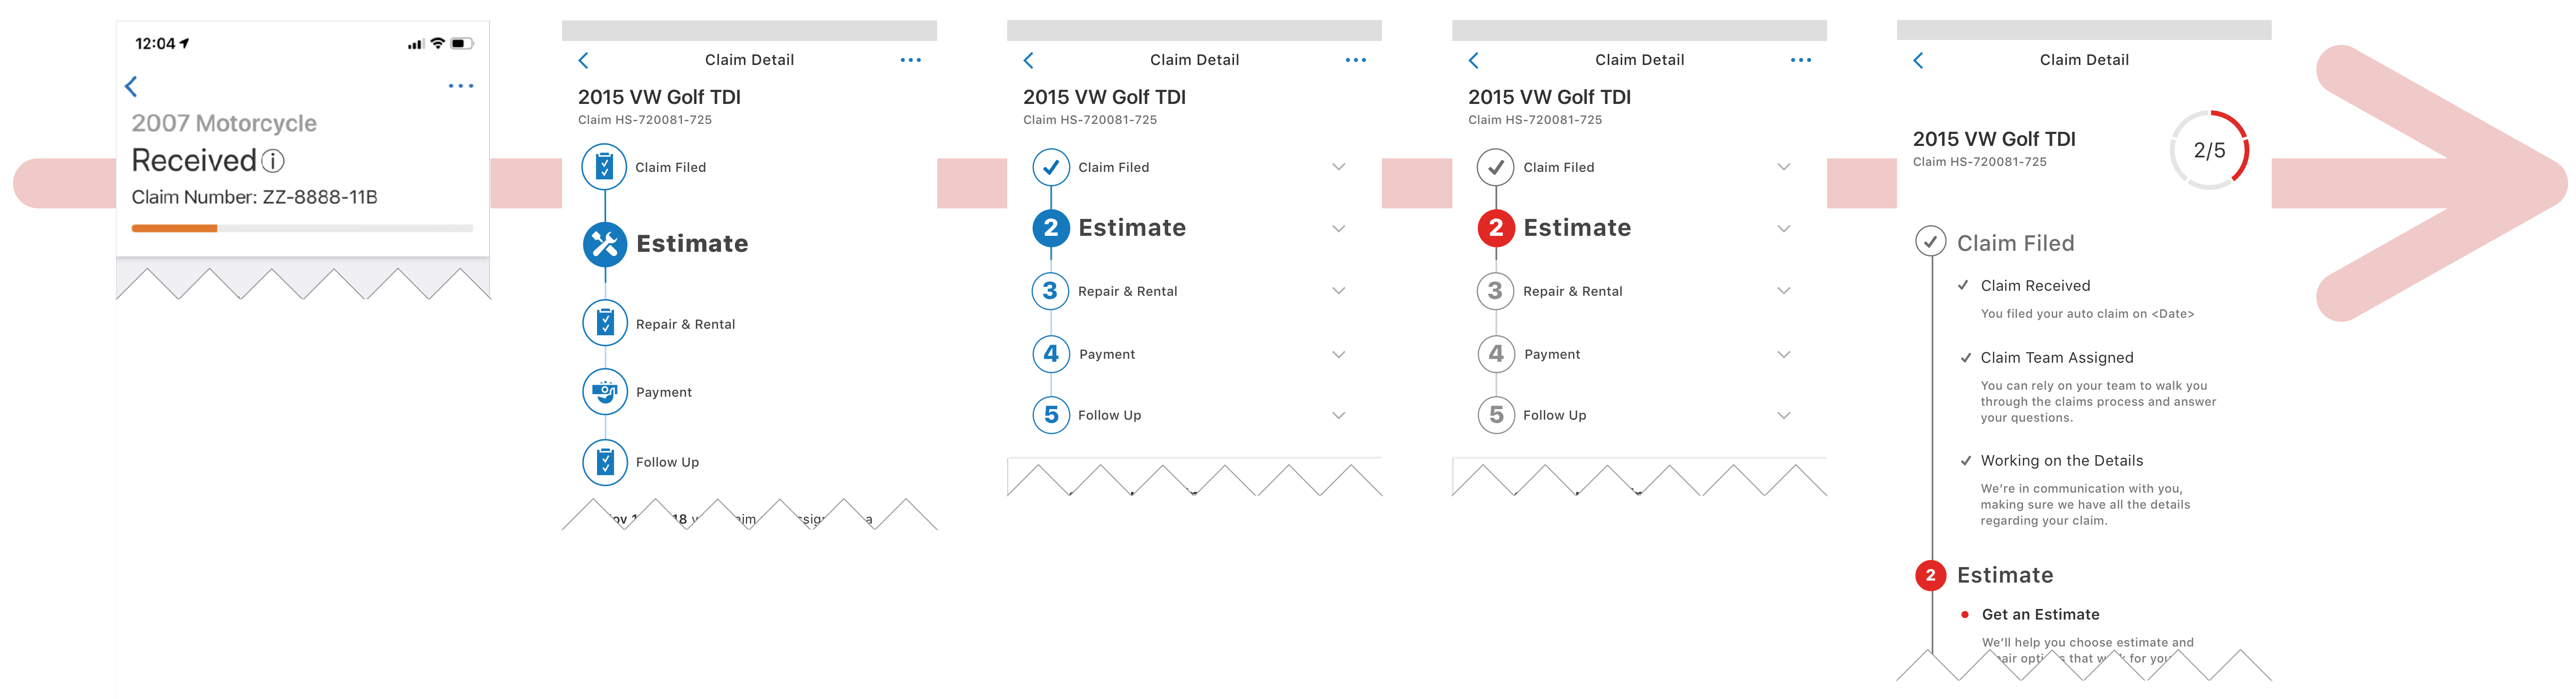 12:04
2007 Motorcycle
Received
Claim Number: ZZ-8888-11B
Claim Detail
2015 VW Golf TDI
Claim HS-720081-725
Claim Filed
Estimate
Repair & Rental
Payment
Follow Up
Claim Detail
2015 VW Golf TDI
Claim HS-720081-725
Claim Filed
2 Estimate
3 Repair & Rental
4 Payment
5 Follow Up
Claim Detail
2015 VW Golf TDI
Claim HS-720081-725
Claim Filed
2 Estimate
3 Repair & Rental
4 Payment
5 Follow Up
Claim Detail
2015 VW Golf TDI
Claim HS-720081-725
2/5
Claim Filed
Claim Received
You filed your auto claim on <Date>
Claim Team Assigned
You can rely on your team to walk you
through the claims process and answer
your questions.
Working on the Details
We're in communication with you,
making sure we have all the details
regarding your claim.
2 Estimate
Get an Estimate
We'll help you choose estimate and
that for